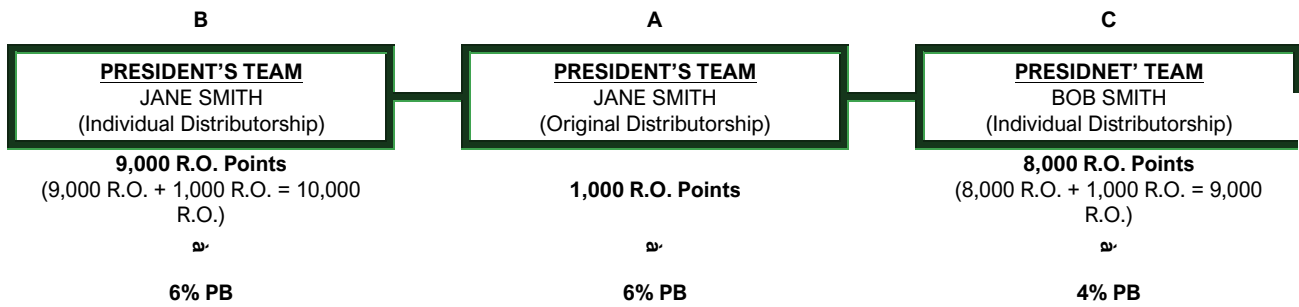 B
PRESIDENT'S TEAM
JANE SMITH
(Individual Distributorship)
9,000 R.O. Points
(9,000 R.O. + 1,000 R.O. = 10,000
R.O.)
6% PB
A
PRESIDENT'S TEAM
JANE SMITH
(Original Distributorship)
1,000 R.O. Points
6% PB
C
PRESIDNET' TEAM
BOB SMITH
(Individual Distributorship)
8,000 R.O. Points
(8,000 R.O. + 1,000 R.O. = 9,000
R.O.)
4% PB